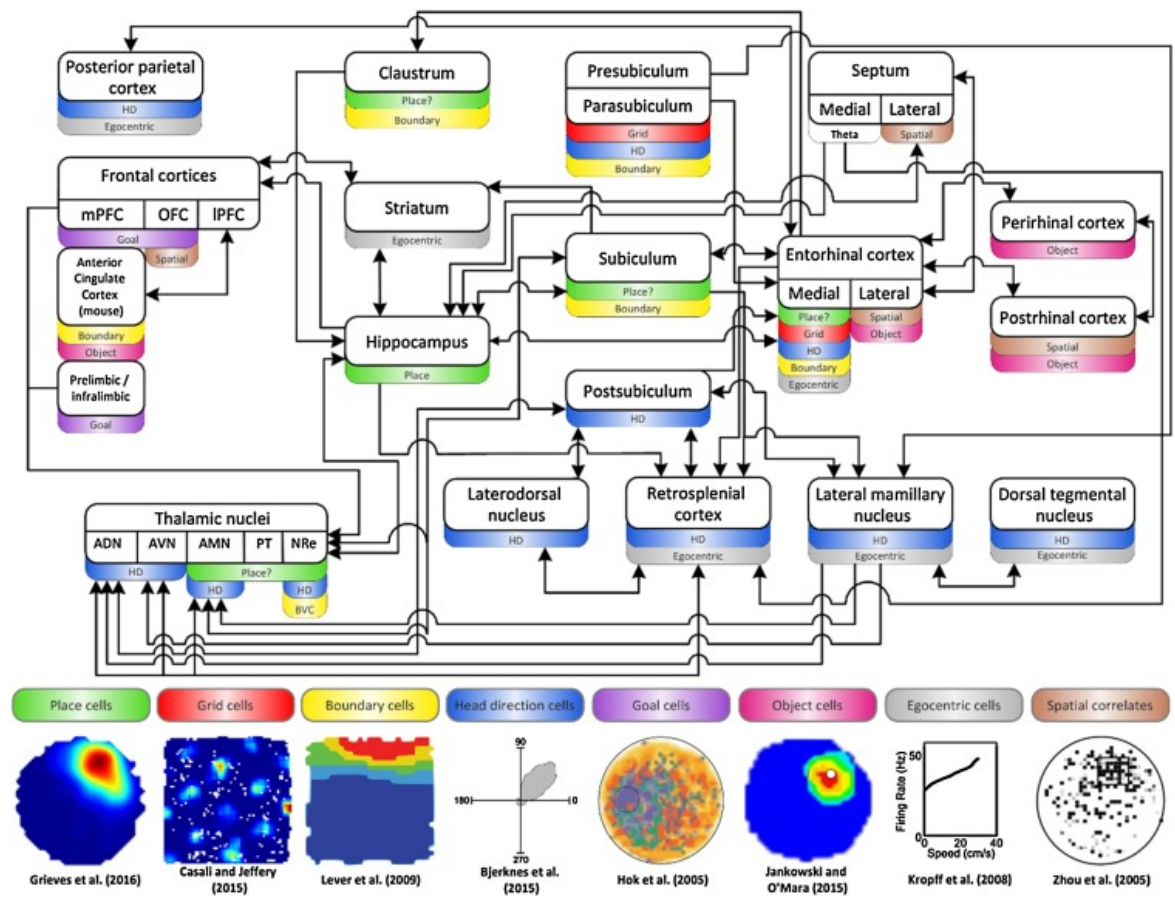 Posterior parietal
cortex
HD
Egocentric
Claustrum
Place?
Boundary
Presubiculum
Parasubiculum
Grid
HD
Boundary
Septum
Medial Lateral
Theta Spatial
Frontal cortices
mPFC OFC lPFC
Goal
Spatial
Anterior
Cingulate
Cortex
(mouse)
Boundary
Object
Prelimbic /
infralimbic
Goal
Striatum
Egocentric
Hippocampus
Place
Subiculum
Place?
Boundary
Entorhinal cortex
Medial Lateral
Place? Spatial
Grid Object
HD
Boundary
Egocentric
Perirhinal cortex
Object
Postrhinal cortex
Spatial
Object
Postsubiculum
HD
Laterodorsal
nucleus
HD
Retrosplenial
cortex
HD
Egocentric
Lateral mamillary
nucleus
HD
Egocentric
Dorsal tegmental
nucleus
HD
Egocentric
Thalamic nuclei
ADN AVN AMN PT NRe
HD Place?
HD HD
BVC
Place cells Grid cells Boundary cells Head direction cells Goal cells Object cells Egocentric cells Spatial correlates
90
180 0
270
Firing Rate (Hz)
50
0
0 20 40
Speed (cm/s)
Grieves et al. (2016)
Casali and Jeffery
(2015)
Lever et al. (2009)
Bjerknes et al.
(2015)
Hok et al. (2005)
Jankowski and
O'Mara (2015)
Kropff et al. (2008)
Zhou et al. (2005)